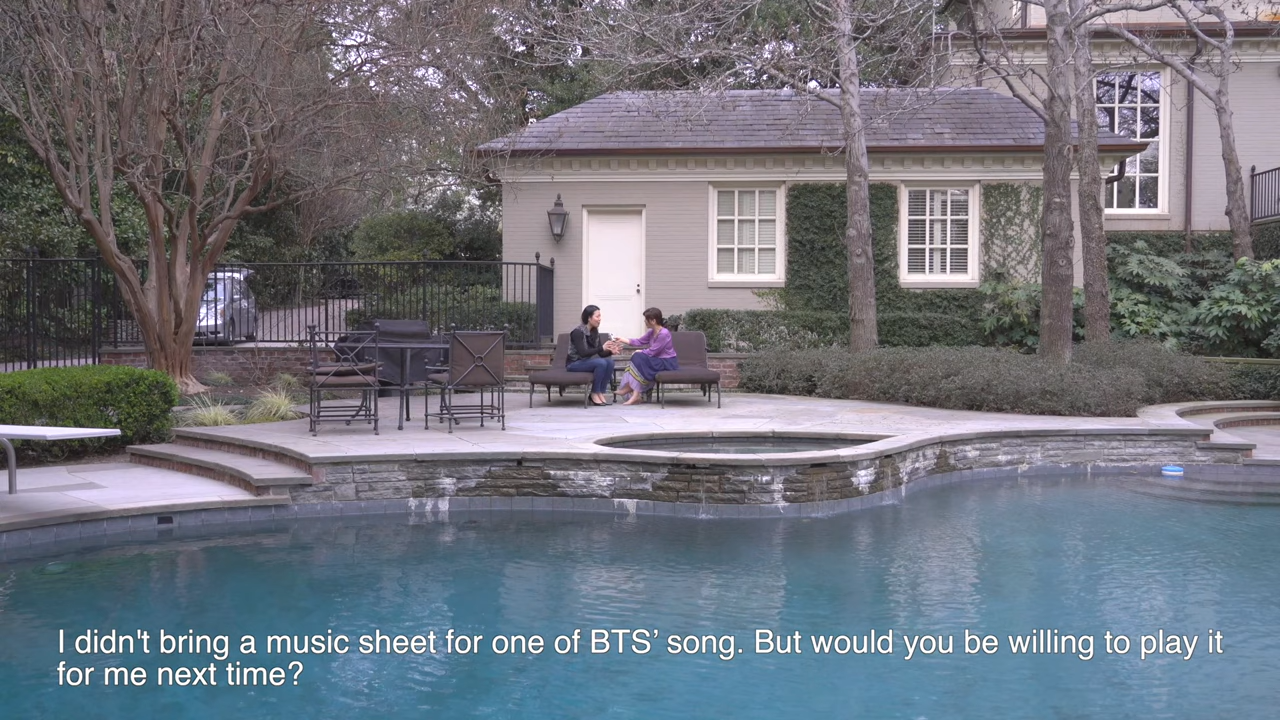 I didn't bring a music sheet for one of BTS’ song. But would you be willing to play it
for me next time?